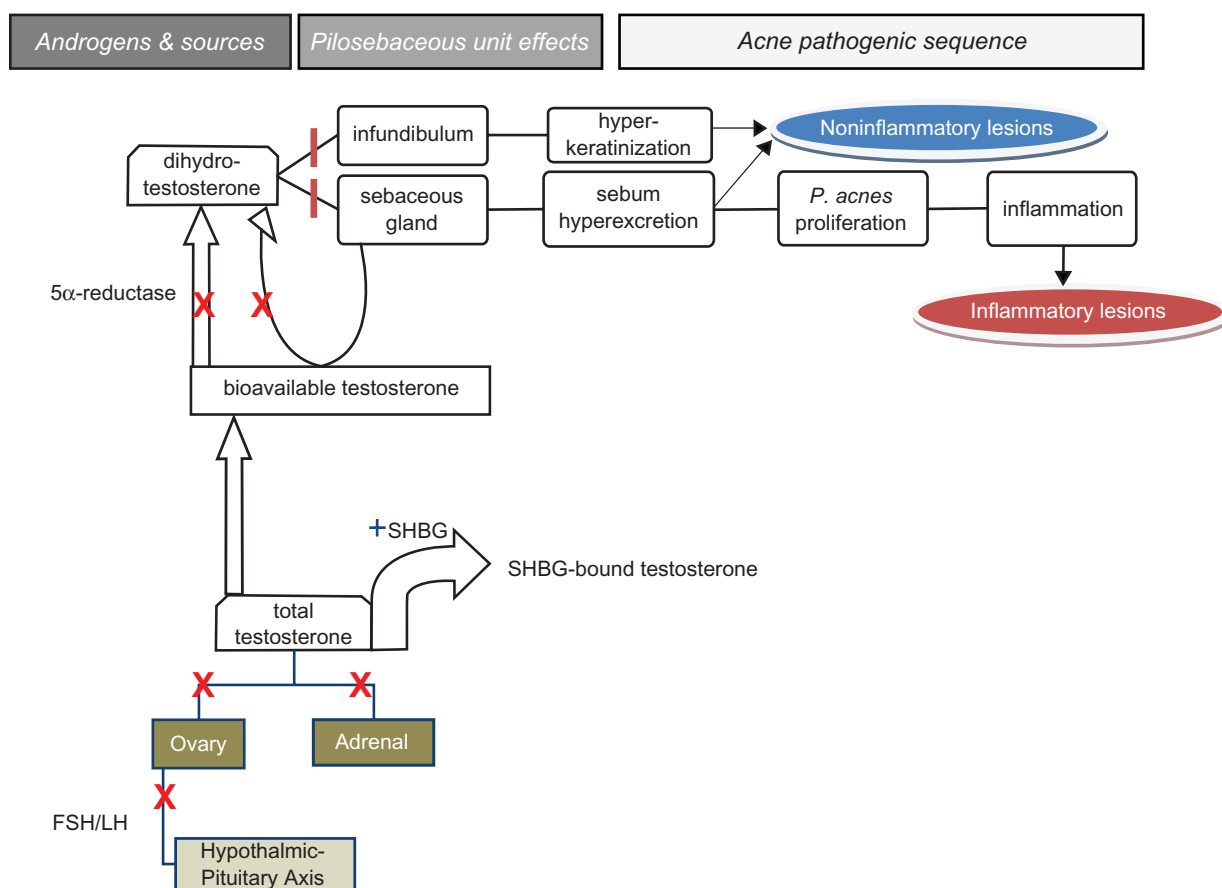 Androgens & sources
Pilosebaceous unit effects
Acne pathogenic sequence
infundibulum
hyper-
keratinization
Noninflammatory lesions
dihydro-
testosterone
sebaceous
gland
sebum
hyperexcretion
P. acnes
proliferation
inflammation
5α-reductase
X
X
Inflammatory lesions
bioavailable testosterone
+SHBG
SHBG-bound testosterone
total
testosterone
X
X
Ovary
Adrenal
X
FSH/LH
Hypothalmic-
Pituitary Axis